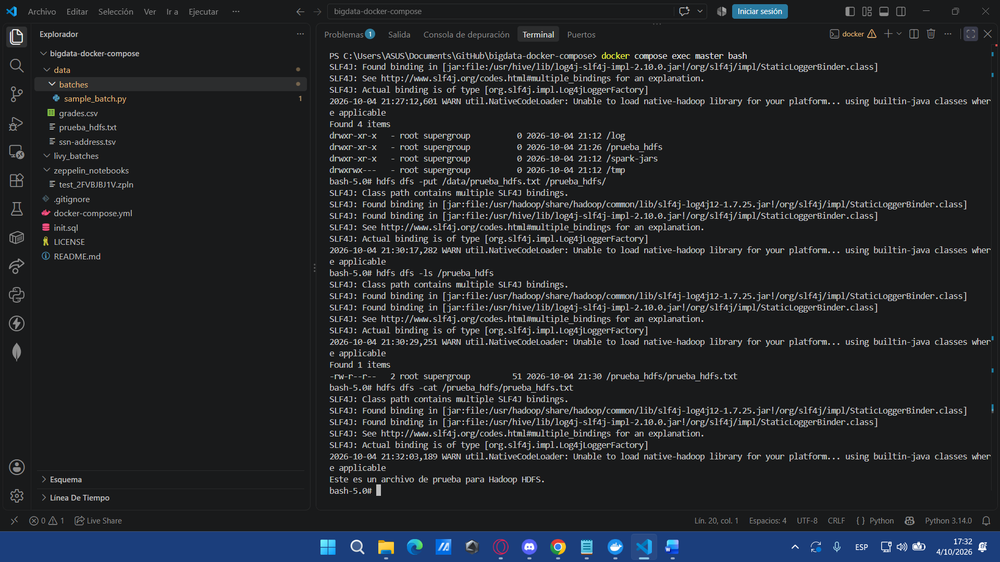 Archivo
Editar
Selección
Ver
Ir a
Ejecutar
bigdata-docker-compose
Iniciar sesión
Explorador
bigdata-docker-compose
data
batches
sample_batch.py 1
grades.csv
prueba_hdfs.txt
ssn-address.tsv
livy_batches
zeppelin_notebooks
test_2FVBJBJ1V.zpln
.gitignore
docker-compose.yml
init.sql
LICENSE
README.md
Esquema
Línea De Tiempo
Problemas 1
Salida
Consola de depuración
Terminal
Puertos
docker
PS C:\Users\ASUS\Documents\GitHub\bigdata-docker-compose> docker compose exec master bash
SLF4J: Found binding in [jar:file:/usr/hive/lib/log4j-slf4j-impl-2.10.0.jar!/org/slf4j/impl/StaticLoggerBinder.class]
SLF4J: See http://www.slf4j.org/codes.html#multiple_bindings for an explanation.
SLF4J: Actual binding is of type [org.slf4j.impl.Log4jLoggerFactory]
2026-10-04 21:27:12,601 WARN util.NativeCodeLoader: Unable to load native-hadoop library for your platform... using builtin-java classes wher
e applicable
Found 4 items
drwxr-xr-x   - root supergroup          0 2026-10-04 21:12 /log
drwxr-xr-x   - root supergroup          0 2026-10-04 21:26 /prueba_hdfs
drwxr-xr-x   - root supergroup          0 2026-10-04 21:12 /spark-jars
drwxrwx---   - root supergroup          0 2026-10-04 21:12 /tmp
bash-5.0# hdfs dfs -put /data/prueba_hdfs.txt /prueba_hdfs/
SLF4J: Class path contains multiple SLF4J bindings.
SLF4J: Found binding in [jar:file:/usr/hadoop/share/hadoop/common/lib/slf4j-log4j12-1.7.25.jar!/org/slf4j/impl/StaticLoggerBinder.class]
SLF4J: Found binding in [jar:file:/usr/hive/lib/log4j-slf4j-impl-2.10.0.jar!/org/slf4j/impl/StaticLoggerBinder.class]
SLF4J: See http://www.slf4j.org/codes.html#multiple_bindings for an explanation.
SLF4J: Actual binding is of type [org.slf4j.impl.Log4jLoggerFactory]
2026-10-04 21:30:17,282 WARN util.NativeCodeLoader: Unable to load native-hadoop library for your platform... using builtin-java classes wher
e applicable
bash-5.0# hdfs dfs -ls /prueba_hdfs
SLF4J: Class path contains multiple SLF4J bindings.
SLF4J: Found binding in [jar:file:/usr/hadoop/share/hadoop/common/lib/slf4j-log4j12-1.7.25.jar!/org/slf4j/impl/StaticLoggerBinder.class]
SLF4J: Found binding in [jar:file:/usr/hive/lib/log4j-slf4j-impl-2.10.0.jar!/org/slf4j/impl/StaticLoggerBinder.class]
SLF4J: See http://www.slf4j.org/codes.html#multiple_bindings for an explanation.
SLF4J: Actual binding is of type [org.slf4j.impl.Log4jLoggerFactory]
2026-10-04 21:30:29,251 WARN util.NativeCodeLoader: Unable to load native-hadoop library for your platform... using builtin-java classes wher
e applicable
Found 1 items
-rw-r--r--   2 root supergroup         51 2026-10-04 21:30 /prueba_hdfs/prueba_hdfs.txt
bash-5.0# hdfs dfs -cat /prueba_hdfs/prueba_hdfs.txt
SLF4J: Class path contains multiple SLF4J bindings.
SLF4J: Found binding in [jar:file:/usr/hadoop/share/hadoop/common/lib/slf4j-log4j12-1.7.25.jar!/org/slf4j/impl/StaticLoggerBinder.class]
SLF4J: Found binding in [jar:file:/usr/hive/lib/log4j-slf4j-impl-2.10.0.jar!/org/slf4j/impl/StaticLoggerBinder.class]
SLF4J: See http://www.slf4j.org/codes.html#multiple_bindings for an explanation.
SLF4J: Actual binding is of type [org.slf4j.impl.Log4jLoggerFactory]
2026-10-04 21:32:03,189 WARN util.NativeCodeLoader: Unable to load native-hadoop library for your platform... using builtin-java classes wher
e applicable
Este es un archivo de prueba para Hadoop HDFS.
bash-5.0#
0
1
Live Share
Lín. 20, col. 1
Espacios: 4
UTF-8
CRLF
{ } Python
Python 3.14.0
ESP
17:32
4/10/2026